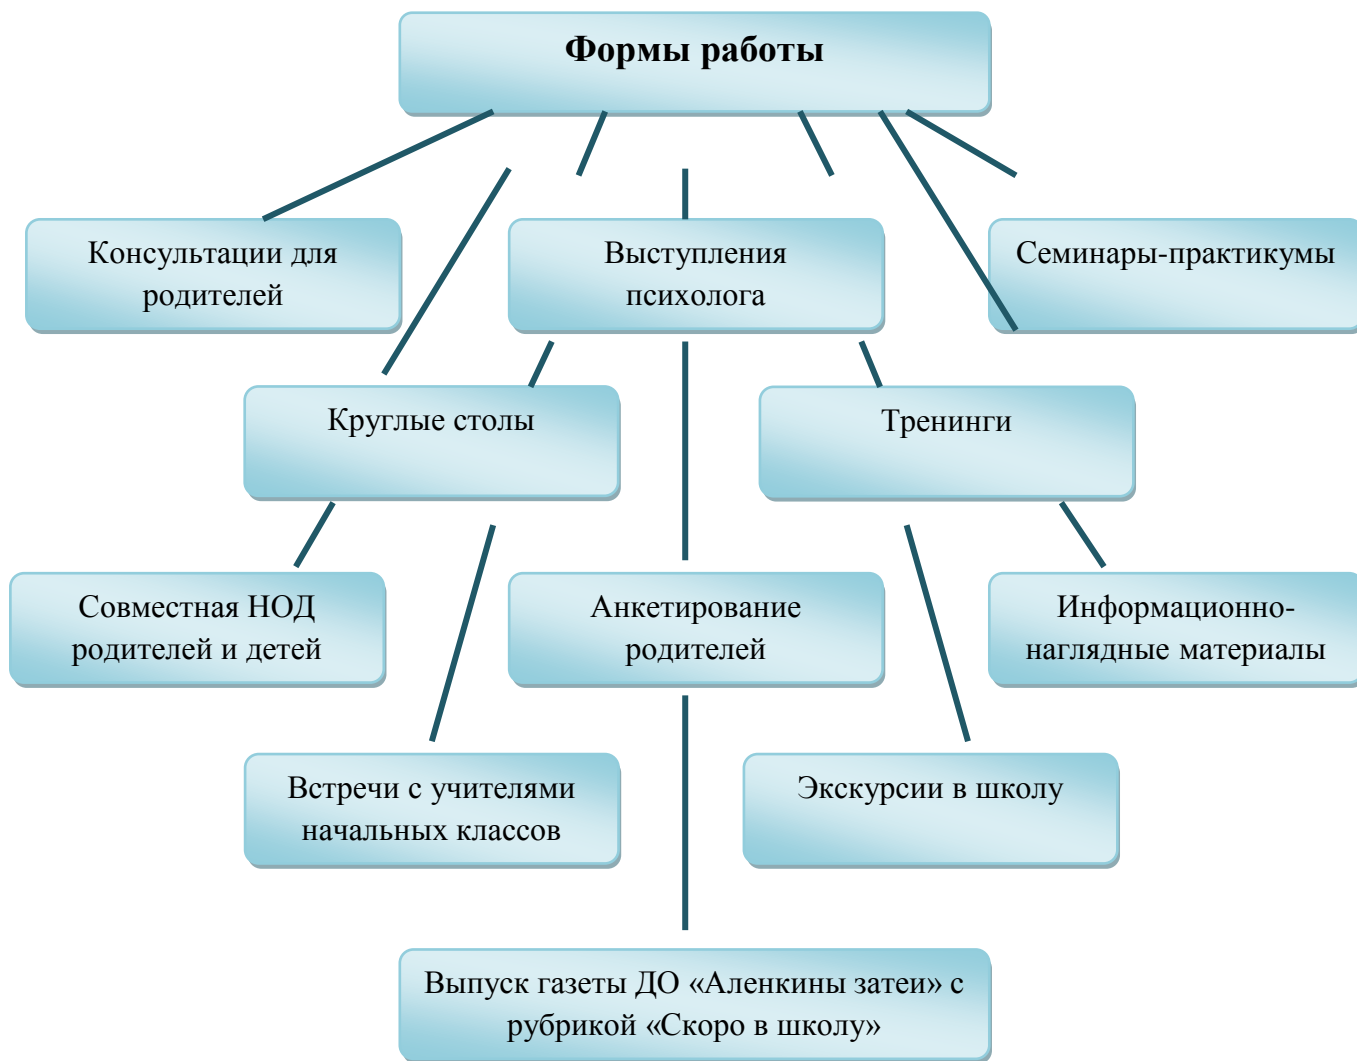 Формы работы
Консультации для
родителей
Выступления
психолога
Семинары-практикумы
Круглые столы
Тренинги
Совместная НОД
родителей и детей
Анкетирование
родителей
Информационно-
наглядные материалы
Встречи с учителями
начальных классов
Экскурсии в школу
Выпуск газеты ДО «Аленкины затеи» с
рубрикой «Скоро в школу»